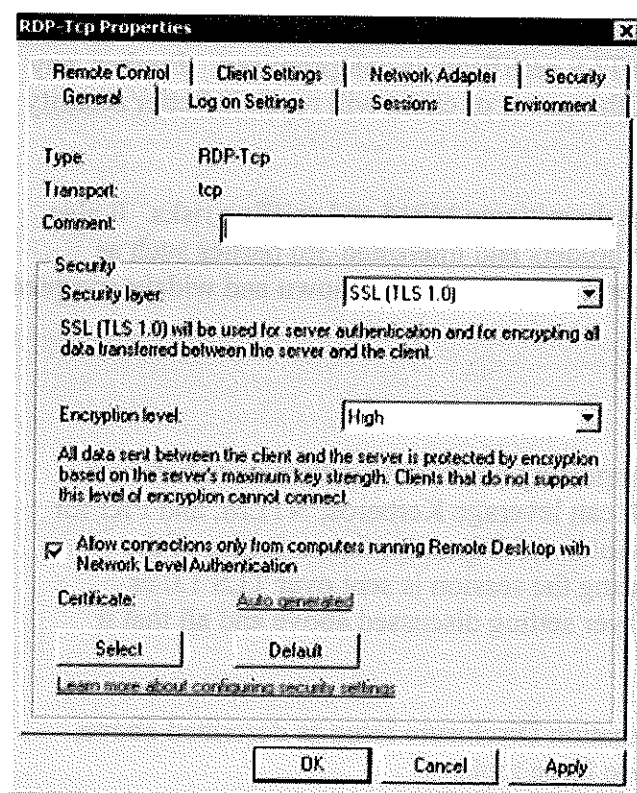 RDP-Tcp Properties
Remote Control Client Settings Network Adapter Security
General Log on Settings Sessions Environment
Type: RDP-Tcp
Transport: tcp
Comment:
Security
Security layer: SSL (TLS 1.0)
SSL (TLS 1.0) will be used for server authentication and for encrypting all
data transferred between the server and the client.
Encryption level: High
All data sent between the client and the server is protected by encryption
based on the server's maximum key strength. Clients that do not support
this level of encryption cannot connect.
Allow connections only from computers running Remote Desktop with
Network Level Authentication
Certificate: Auto generated
Select Default
Learn more about configuring security settings
OK Cancel Apply